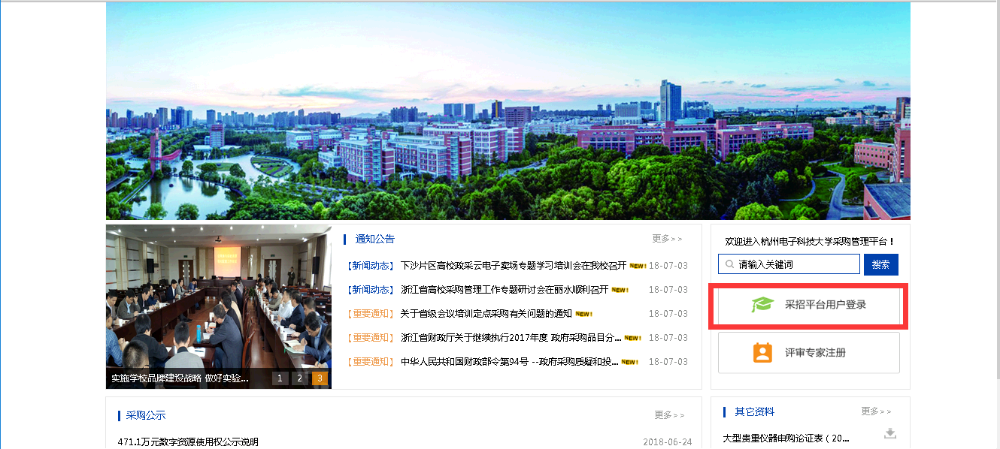 通知公告
更多>>
【新闻动态】 下沙片区高校政采云电子卖场专题学习培训会在我校召开 NEW! 18-07-03
【新闻动态】 浙江省高校采购管理工作专题研讨会在丽水顺利召开 NEW! 18-07-03
【重要通知】 关于省级会议培训定点采购有关问题的通知 NEW! 18-07-03
【重要通知】 浙江省财政厅关于继续执行2017年度 政府采购品目分... NEW! 18-07-03
【重要通知】 中华人民共和国财政部令第94号 --政府采购质疑和投... NEW! 18-07-03
实施学校品牌建设战略 做好实验...
1 2 3
欢迎进入杭州电子科技大学采购管理平台！
请输入关键词 搜索
采招平台用户登录
评审专家注册
采购公示
更多>>
471.1万元数字资源使用权公示说明 2018-06-24
其它资料
更多>>
大型贵重仪器申购论证表（20...